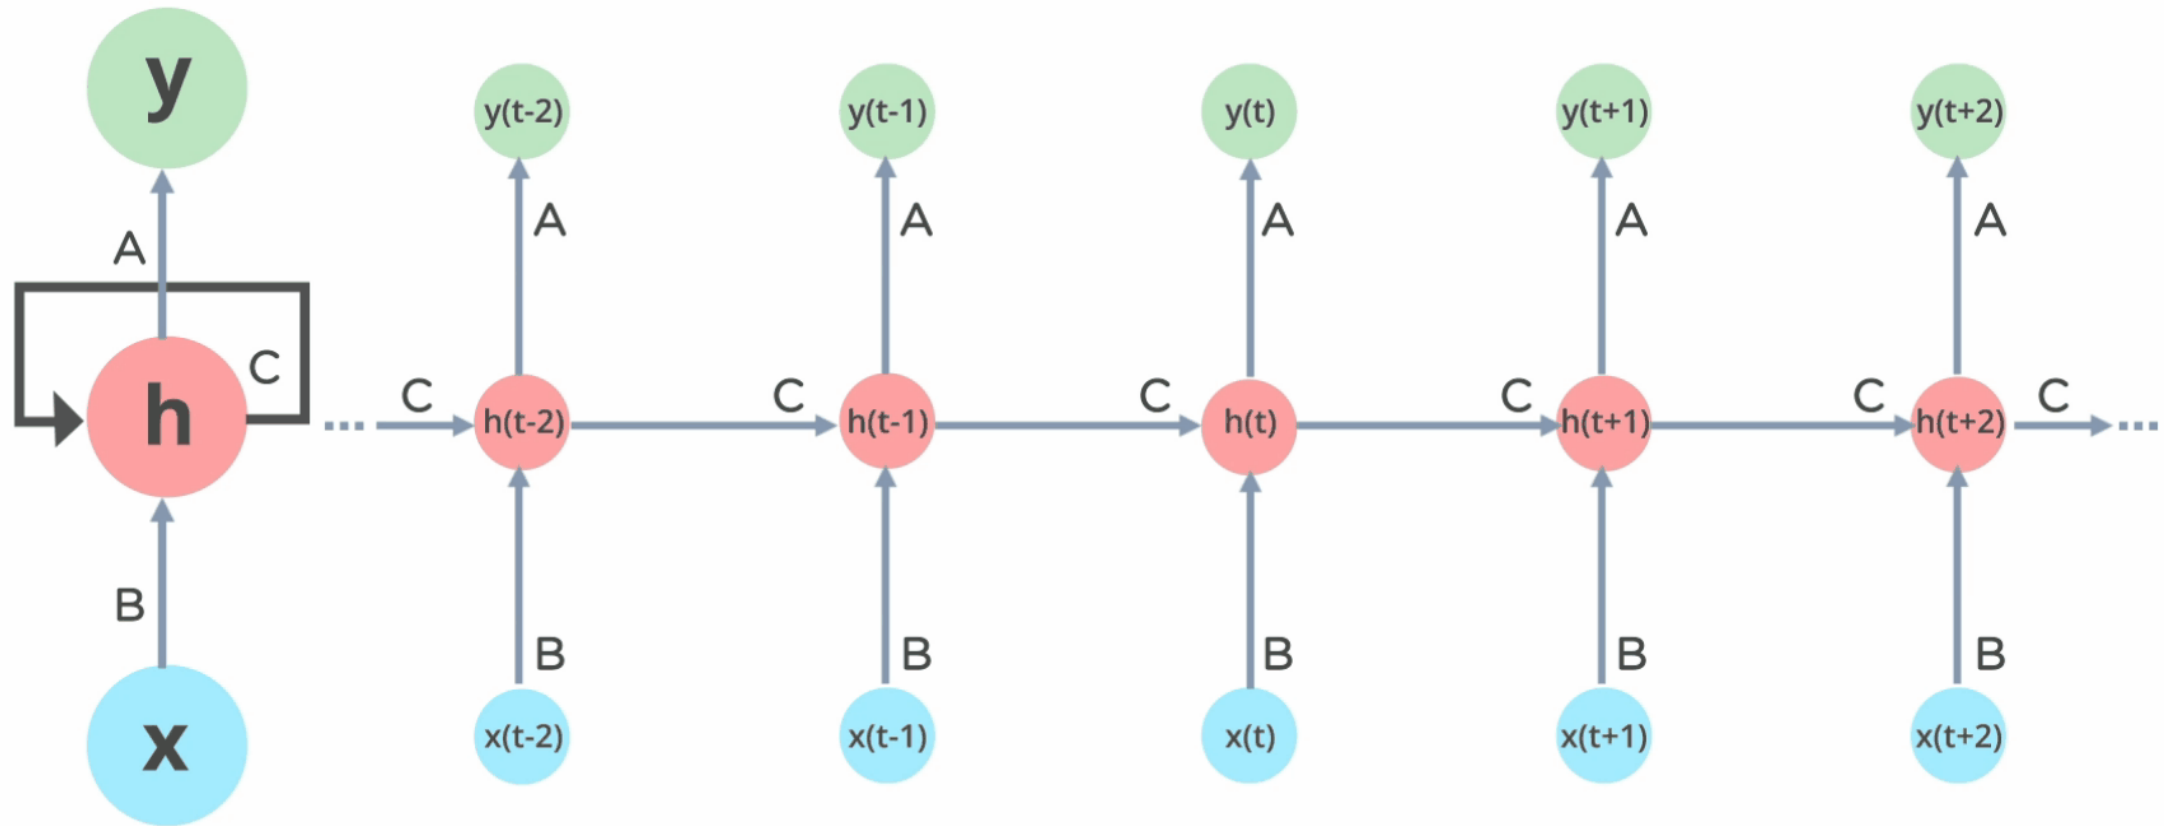 y
y(t-2) y(t-1) y(t) y(t+1) y(t+2)
A A A A A A
C C C C C C C
h
h(t-2) h(t-1) h(t) h(t+1) h(t+2)
B B B B B B
x
x(t-2) x(t-1) x(t) x(t+1) x(t+2)